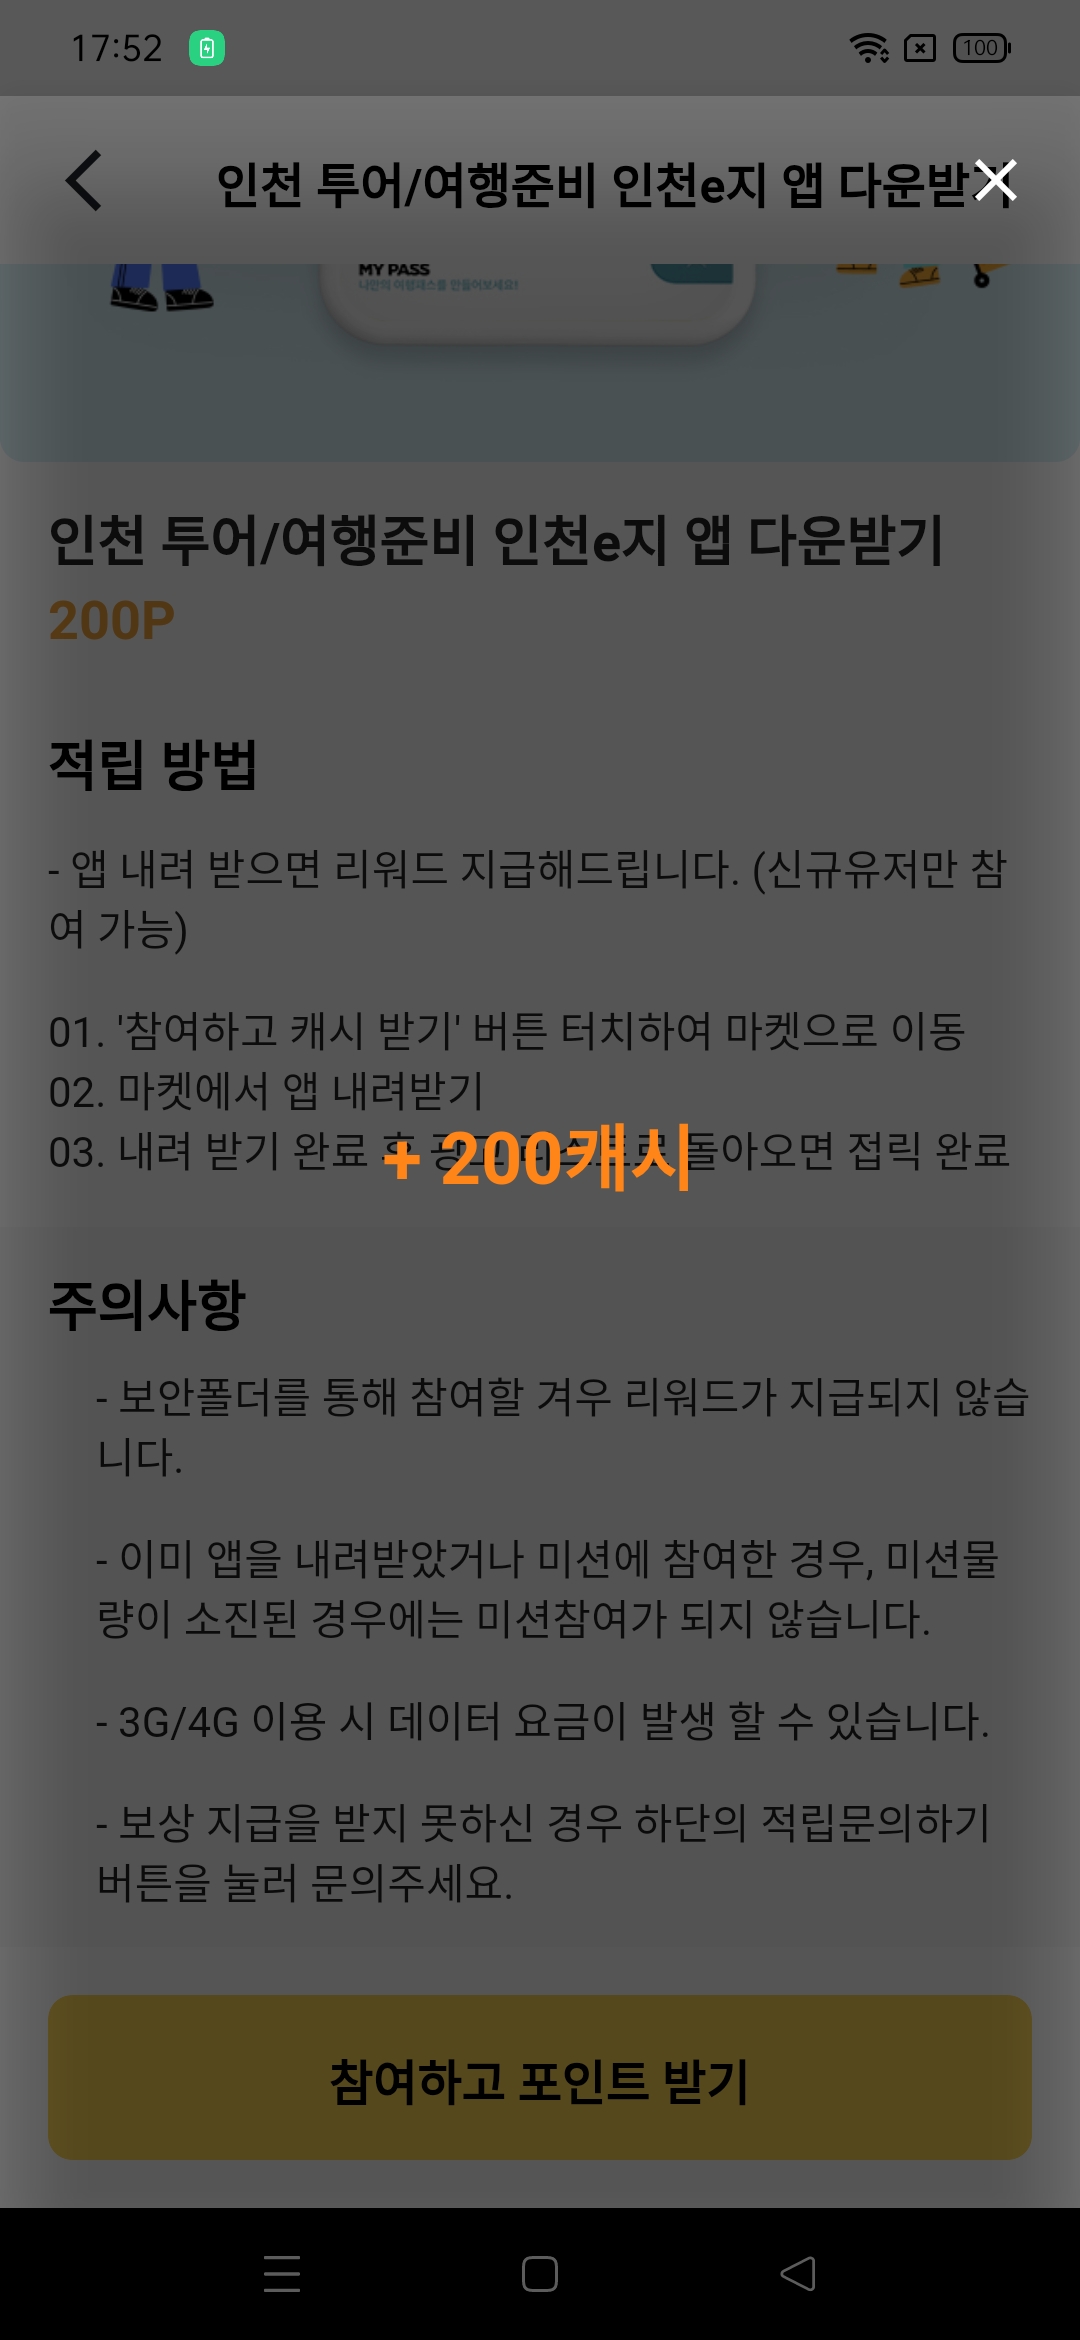 17:52
100
인천 투어/여행준비 인천e지 앱 다운받기
MY PASS
나만의 여행패스를 만들어보세요!
인천 투어/여행준비 인천e지 앱 다운받기
200P
적립 방법
- 앱 내려 받으면 리워드 지급해드립니다. (신규유저만 참
여 가능)
01. '참여하고 캐시 받기' 버튼 터치하여 마켓으로 이동
02. 마켓에서 앱 내려받기
03. 내려 받기 완료 후 광고 리스트로 돌아오면 접릭 완료
+ 200캐시
주의사항
- 보안폴더를 통해 참여할 겨우 리워드가 지급되지 않습
니다.
- 이미 앱을 내려받았거나 미션에 참여한 경우, 미션물
량이 소진된 경우에는 미션참여가 되지 않습니다.
- 3G/4G 이용 시 데이터 요금이 발생 할 수 있습니다.
- 보상 지급을 받지 못하신 경우 하단의 적립문의하기
버튼을 눌러 문의주세요.
참여하고 포인트 받기